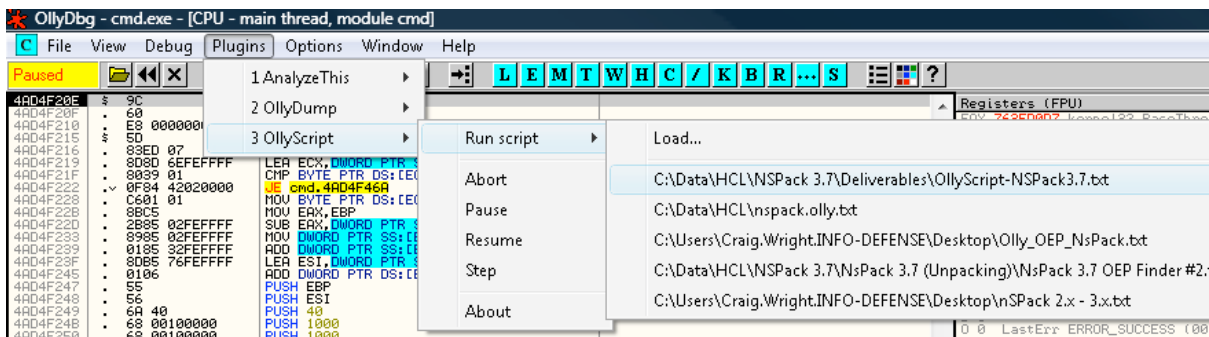 OllyDbg - cmd.exe - [CPU - main thread, module cmd]
C File View Debug Plugins Options Window Help
Paused
L E M T W H C / K B R ... S ?
1 AnalyzeThis
2 OllyDump
3 OllyScript
Run script
Abort
Pause
Resume
Step
About
Load...
C:\Data\HCL\NSPack 3.7\Deliverables\OllyScript-NSPack3.7.txt
C:\Data\HCL\nspack.olly.txt
C:\Users\Craig.Wright.INFO-DEFENSE\Desktop\Olly_OEP_NsPack.txt
C:\Data\HCL\NSPack 3.7\NsPack 3.7 (Unpacking)\NsPack 3.7 OEP Finder #2.
C:\Users\Craig.Wright.INFO-DEFENSE\Desktop\nSPack 2.x - 3.x.txt
Registers (FPU)
4AD4F20E $ 9C
4AD4F20F . 60
4AD4F210 . E8 0000000
4AD4F215 $ 5D
4AD4F216 . 83ED 07
4AD4F219 . 8D8D 6EFEFFFF LEA ECX,DWORD PTR
4AD4F21F . 8039 01 CMP BYTE PTR DS:[EC
4AD4F222 . 0F84 42020000 JE cmd.4AD4F46A
4AD4F228 . C601 01 MOV BYTE PTR DS:[EC
4AD4F22B . 8BC5 MOV EAX,EBP
4AD4F22D . 2B85 02FEFFFF SUB EAX,DWORD PTR
4AD4F233 . 8985 02FEFFFF MOV DWORD PTR SS:[E
4AD4F239 . 0185 32FEFFFF ADD DWORD PTR SS:[E
4AD4F23F . 8DB5 76FEFFFF LEA ESI,DWORD PTR
4AD4F245 . 0106 ADD DWORD PTR DS:[E
4AD4F247 . 55 PUSH EBP
4AD4F248 . 56 PUSH ESI
4AD4F249 . 6A 40 PUSH 40
4AD4F24B . 68 00100000 PUSH 1000
4AD4F250 . 68 00100000 PUSH 1000
O 0 LastErr ERROR_SUCCESS (00